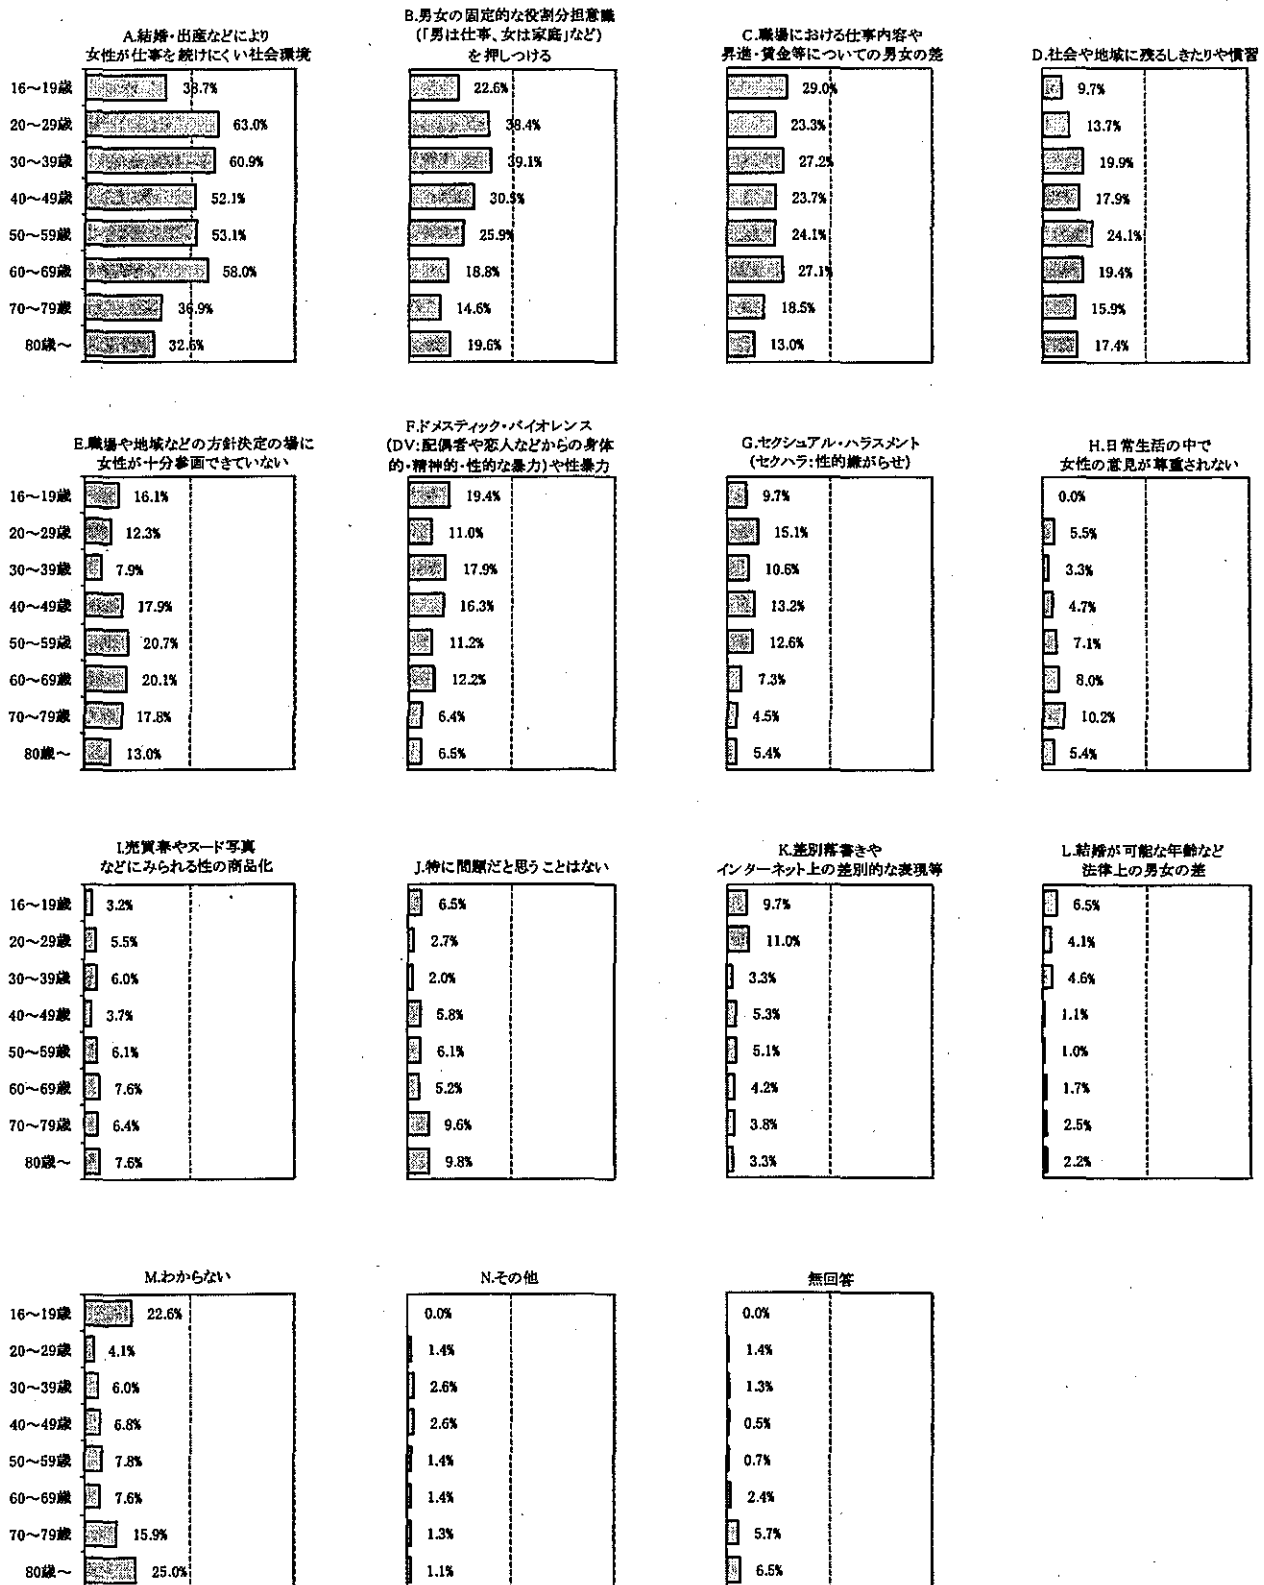 A.結婚・出産などにより
女性が仕事を続けにくい社会環境
16～19歳 38.7%
20～29歳 63.0%
30～39歳 60.9%
40～49歳 52.1%
50～59歳 53.1%
60～69歳 58.0%
70～79歳 36.9%
80歳～ 32.6%
B.男女の固定的な役割分担意識
(「男は仕事、女は家庭」など)
を押しつける
22.6%
38.4%
39.1%
30.5%
25.9%
18.8%
14.6%
19.6%
C.職場における仕事内容や
昇進・賃金等についての男女の差
29.0%
23.3%
27.2%
23.7%
24.1%
27.1%
18.5%
13.0%
D.社会や地域に残るしきたりや慣習
9.7%
13.7%
19.9%
17.9%
24.1%
19.4%
15.9%
17.4%
E.職場や地域などの方針決定の場に
女性が十分参画できていない
16～19歳 16.1%
20～29歳 12.3%
30～39歳 7.9%
40～49歳 17.9%
50～59歳 20.7%
60～69歳 20.1%
70～79歳 17.8%
80歳～ 13.0%
F.ドメスティック・バイオレンス
(DV:配偶者や恋人などからの身体
的・精神的・性的な暴力)や性暴力
19.4%
11.0%
17.9%
16.3%
11.2%
12.2%
6.4%
6.5%
G.セクシュアル・ハラスメント
(セクハラ:性的嫌がらせ)
9.7%
15.1%
10.6%
13.2%
12.6%
7.3%
4.5%
5.4%
H.日常生活の中で
女性の意見が尊重されない
0.0%
5.5%
3.3%
4.7%
7.1%
8.0%
10.2%
5.4%
I.売買春やヌード写真
などにみられる性の商品化
16～19歳 3.2%
20～29歳 5.5%
30～39歳 6.0%
40～49歳 3.7%
50～59歳 6.1%
60～69歳 7.6%
70～79歳 6.4%
80歳～ 7.6%
J.特に問題だと思うことはない
6.5%
2.7%
2.0%
5.8%
6.1%
5.2%
9.6%
9.8%
K.差別落書きや
インターネット上の差別的な表現等
9.7%
11.0%
3.3%
5.3%
5.1%
4.2%
3.8%
3.3%
L.結婚が可能な年齢など
法律上の男女の差
6.5%
4.1%
4.6%
1.1%
1.0%
1.7%
2.5%
2.2%
M.わからない
16～19歳 22.6%
20～29歳 4.1%
30～39歳 6.0%
40～49歳 6.8%
50～59歳 7.8%
60～69歳 7.6%
70～79歳 15.9%
80歳～ 25.0%
N.その他
0.0%
1.4%
2.6%
2.6%
1.4%
1.4%
1.3%
1.1%
無回答
0.0%
1.4%
1.3%
0.5%
0.7%
2.4%
5.7%
6.5%